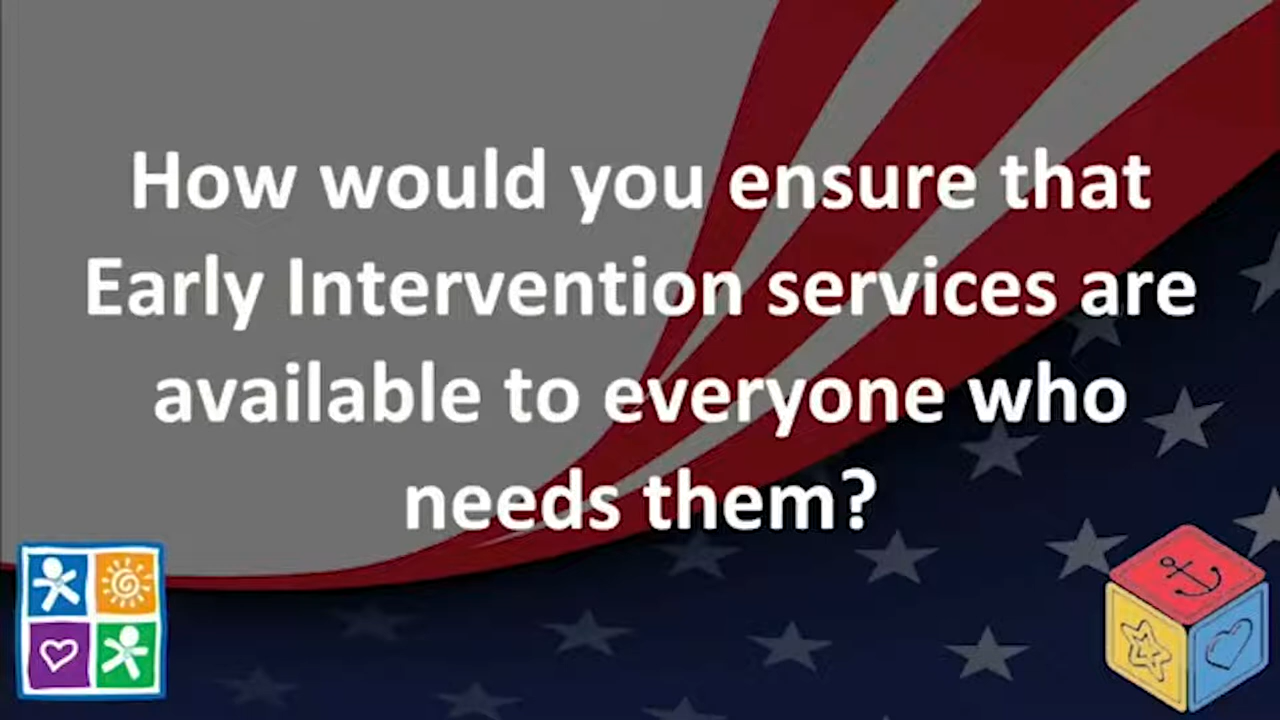 How would you ensure that
Early Intervention services are
available to everyone who
needs them?